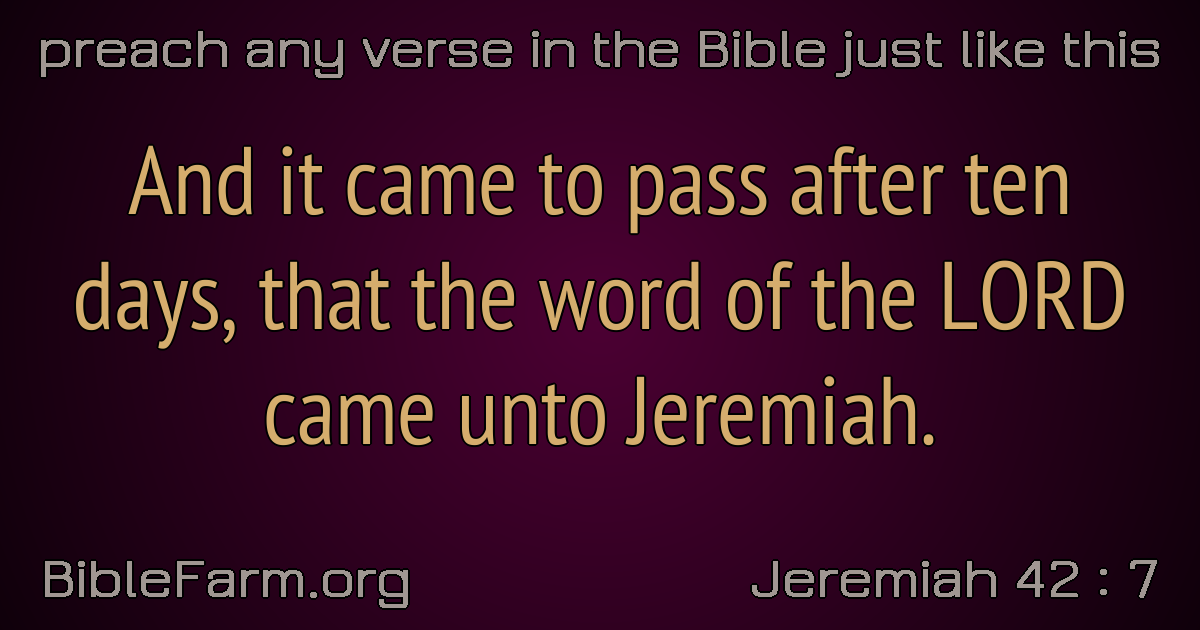 preach any verse in the Bible just like this
And it came to pass after ten
days, that the word of the LORD
came unto Jeremiah.
BibleFarm.org
Jeremiah 42 : 7